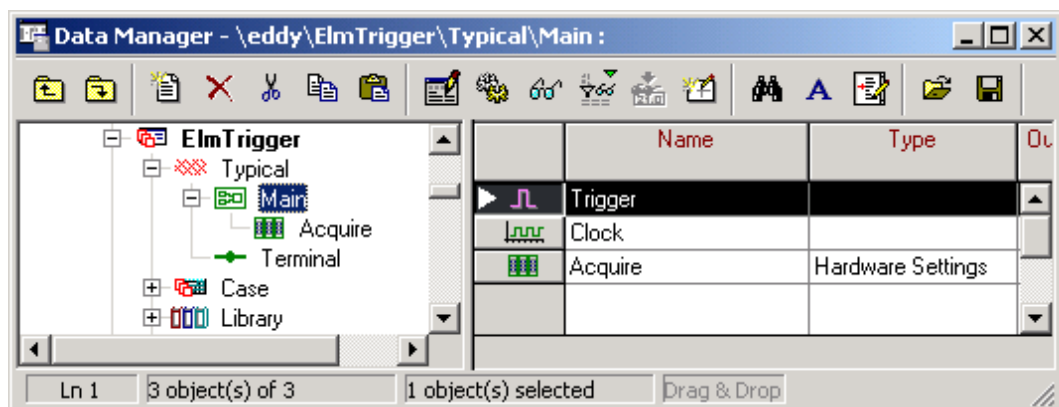 Data Manager - \eddy\ElmTrigger\Typical\Main :
ElmTrigger
Typical
Main
Acquire
Terminal
Case
Library
Name Type Ou
Trigger
Clock
Acquire Hardware Settings
Ln 1 3 object(s) of 3 1 object(s) selected Drag & Drop